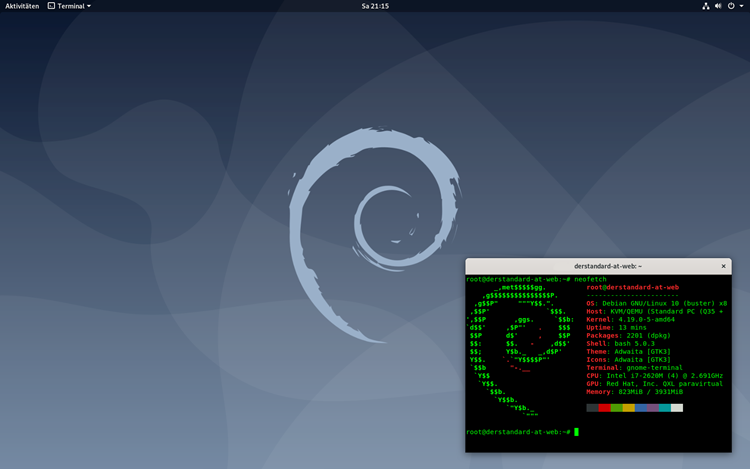 Aktivitäten Terminal Sa 21:15
derstandard-at-web: ~
root@derstandard-at-web:~# neofetch
root@derstandard-at-web
-----------------------
OS: Debian GNU/Linux 10 (buster) x8
Host: KVM/QEMU (Standard PC (Q35 +
Kernel: 4.19.0-5-amd64
Uptime: 13 mins
Packages: 2201 (dpkg)
Shell: bash 5.0.3
Theme: Adwaita [GTK3]
Icons: Adwaita [GTK3]
Terminal: gnome-terminal
CPU: Intel i7-2620M (4) @ 2.691GHz
GPU: Red Hat, Inc. QXL paravirtual
Memory: 823MiB / 3931MiB
root@derstandard-at-web:~#